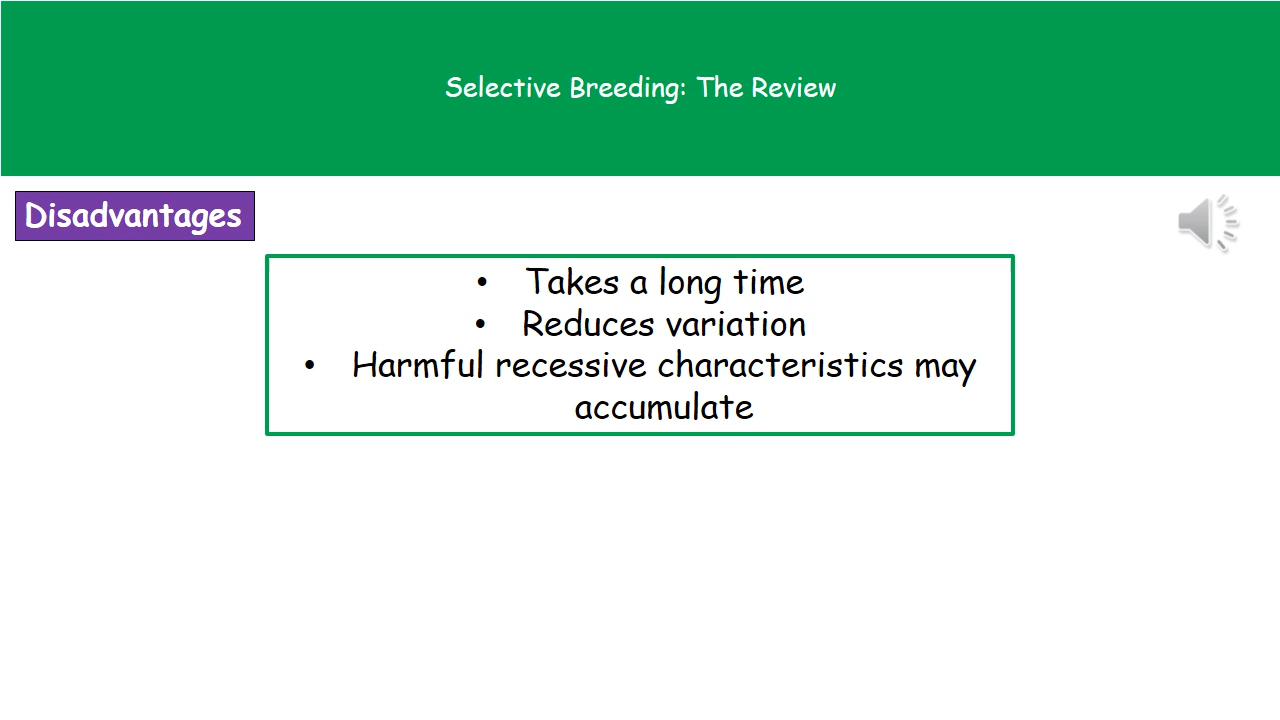 Selective Breeding: The Review
Disadvantages
• Takes a long time
• Reduces variation
• Harmful recessive characteristics may
accumulate